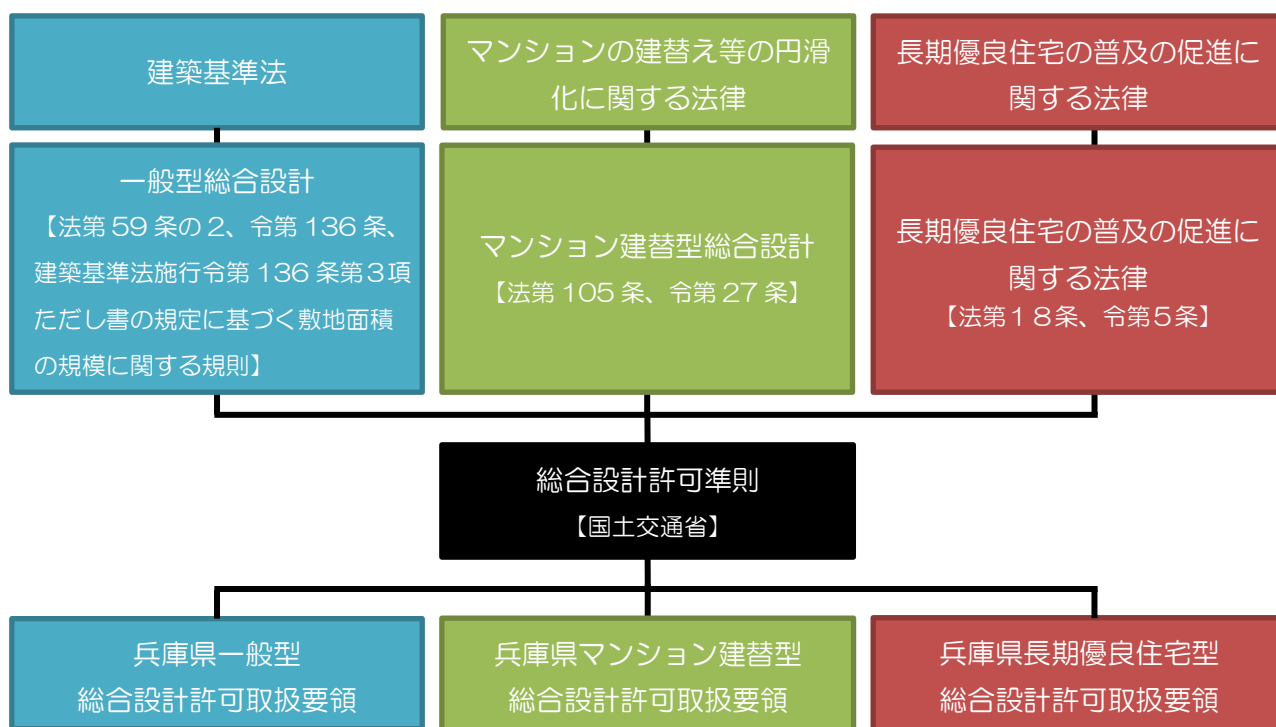 建築基準法
マンションの建替え等の円滑
化に関する法律
長期優良住宅の普及の促進に
関する法律
一般型総合設計
【法第 59 条の 2、令第 136 条、
建築基準法施行令第 136 条第3項
ただし書の規定に基づく敷地面積
の規模に関する規則】
マンション建替型総合設計
【法第 105 条、令第 27 条】
長期優良住宅の普及の促進に
関する法律
【法第18条、令第5条】
総合設計許可準則
【国土交通省】
兵庫県一般型
総合設計許可取扱要領
兵庫県マンション建替型
総合設計許可取扱要領
兵庫県長期優良住宅型
総合設計許可取扱要領